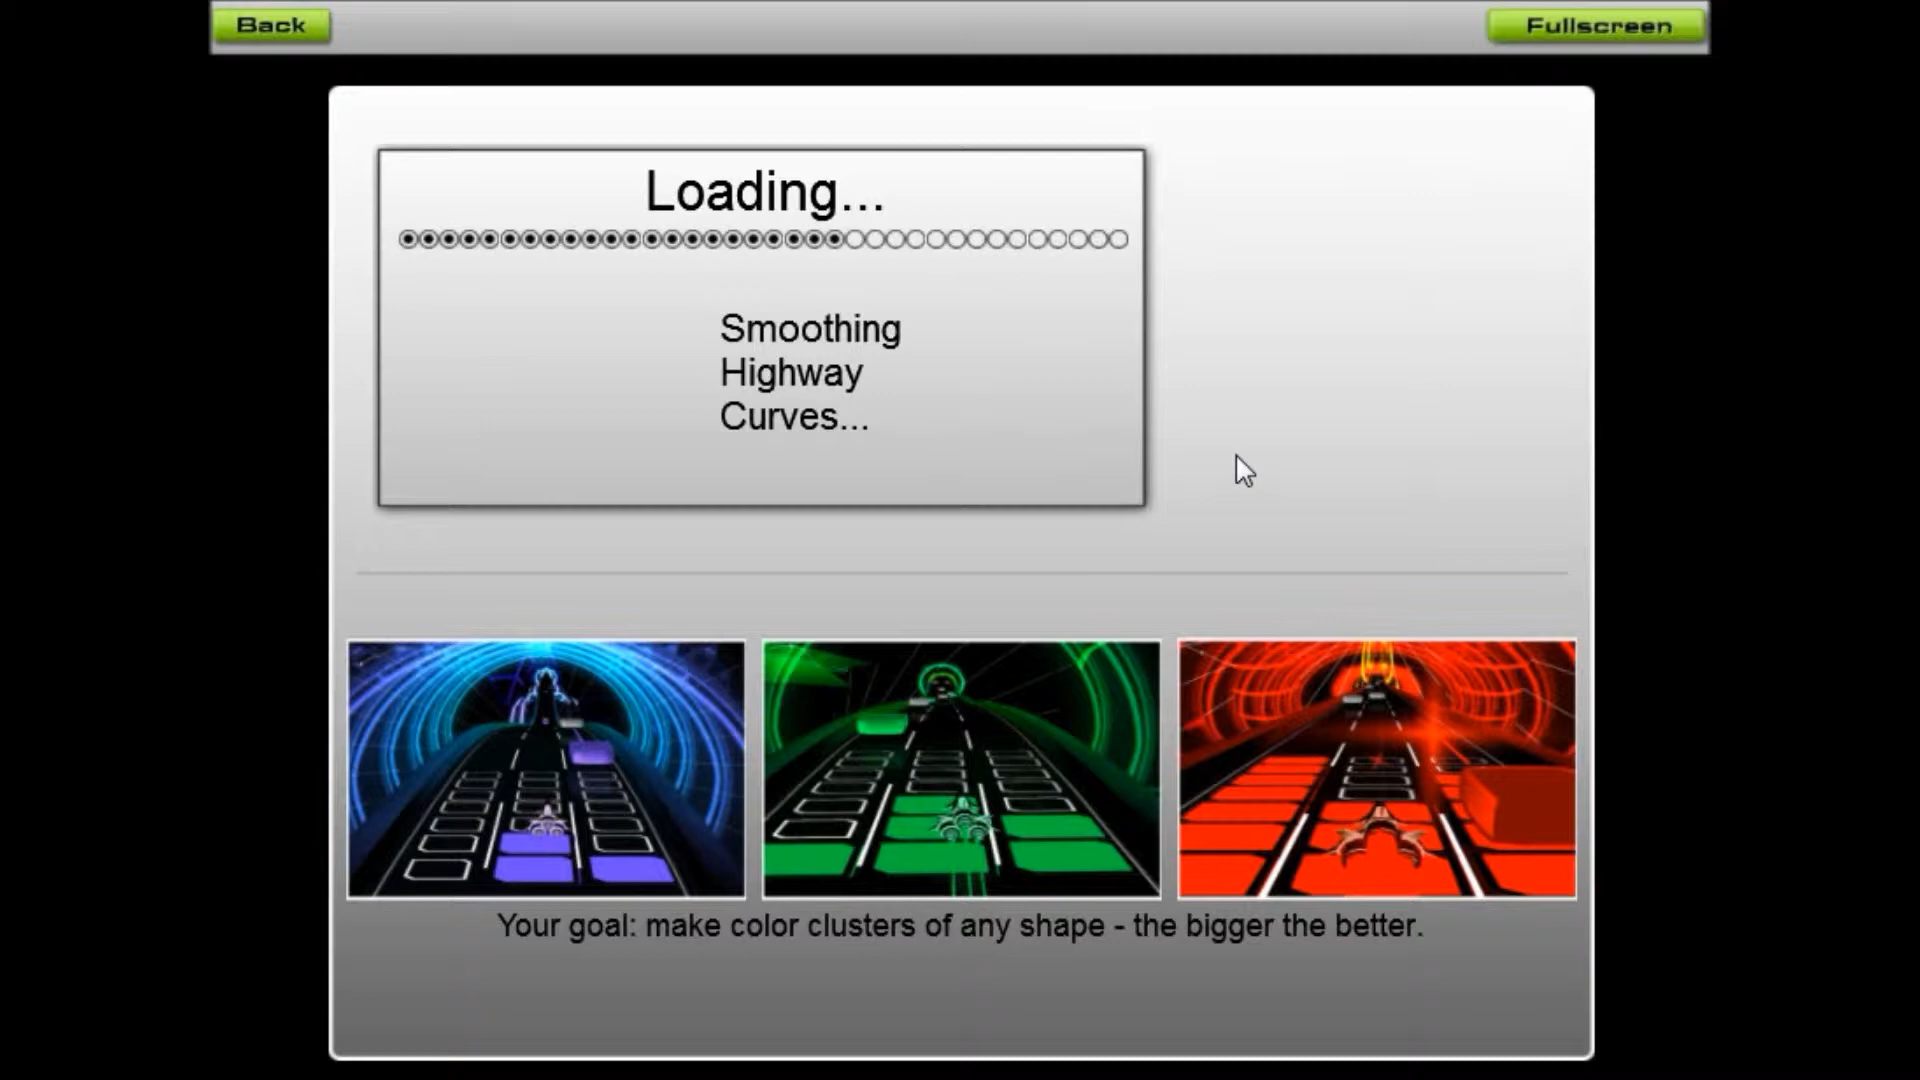 Back
Fullscreen
Loading...
Smoothing
Highway
Curves...
Your goal: make color clusters of any shape - the bigger the better.